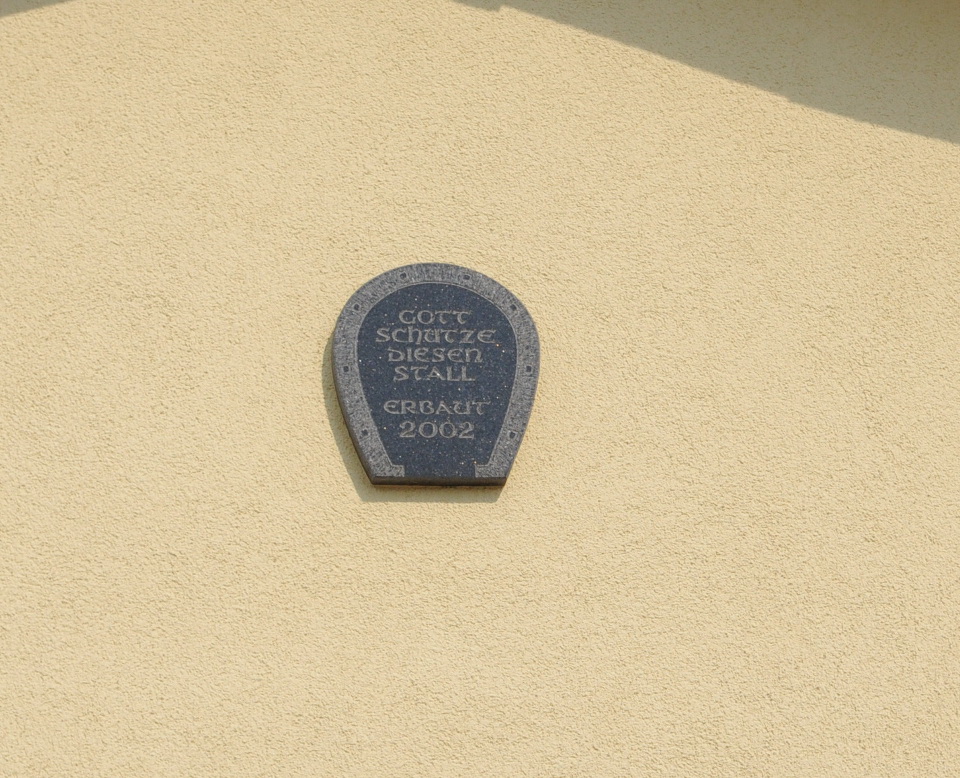 GOTT
SCHÜTZE
DIESEN
STALL
ERBAUT
2002